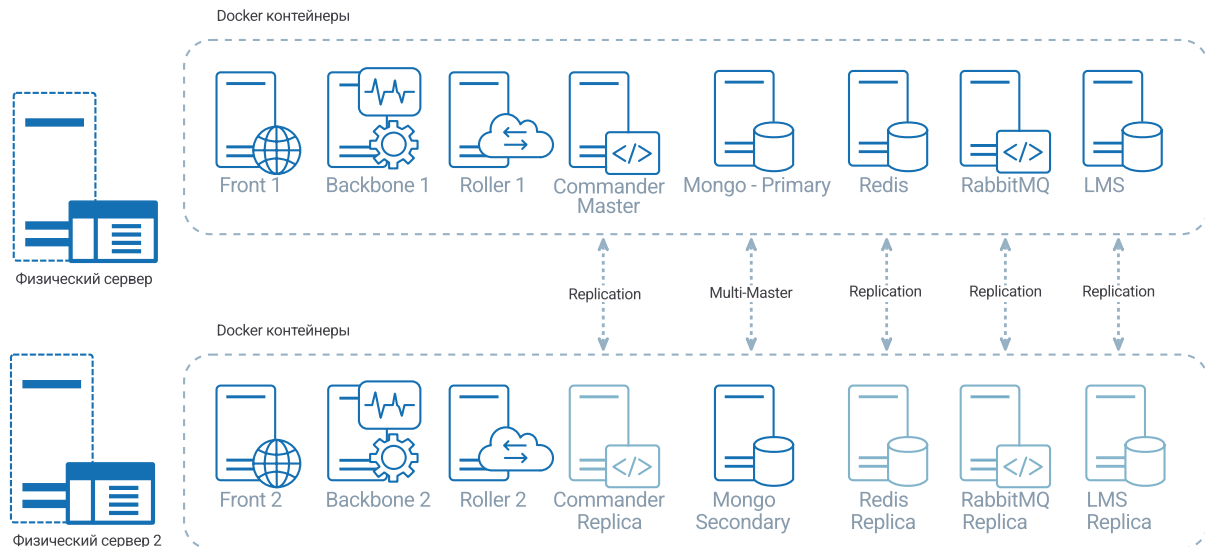 Docker контейнеры
Front 1
Backbone 1
Roller 1
Commander
Master
Mongo - Primary
Redis
RabbitMQ
LMS
Физический сервер
Replication
Multi-Master
Replication
Replication
Replication
Docker контейнеры
Front 2
Backbone 2
Roller 2
Commander
Replica
Mongo
Secondary
Redis
Replica
RabbitMQ
Replica
LMS
Replica
Физический сервер 2